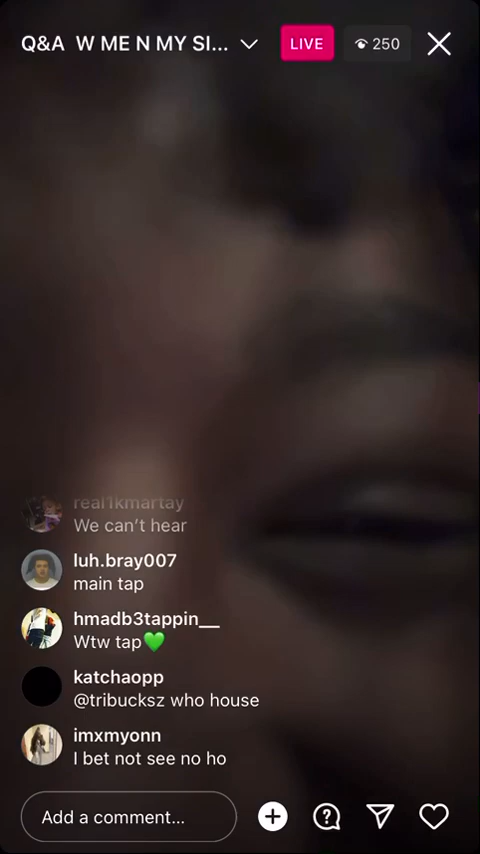 Q&A W ME N MY SI...
LIVE
250
real1kmartay
We can't hear
luh.bray007
main tap
hmadb3tappin__
Wtw tap💚
katchaopp
@tribucksz who house
imxmyonn
I bet not see no ho
Add a comment...